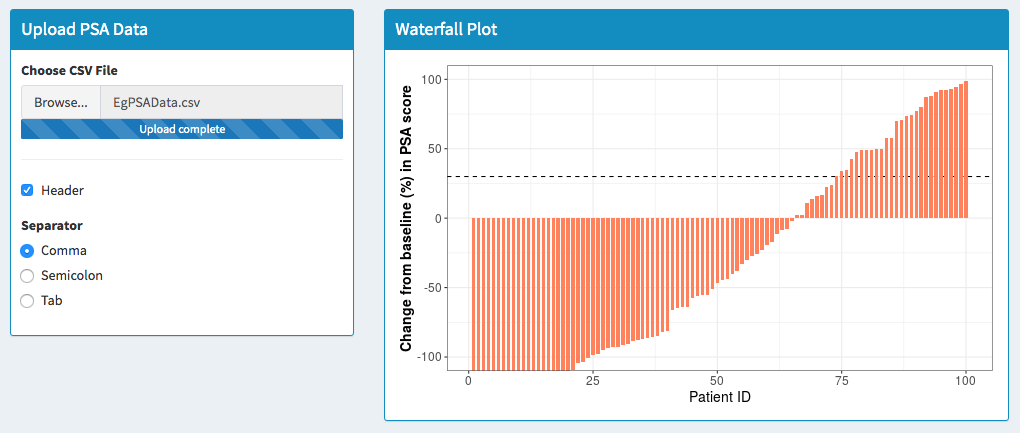 Upload PSA Data
Choose CSV File
Browse... EgPSAData.csv
Upload complete
Header
Separator
Comma
Semicolon
Tab
Waterfall Plot
Change from baseline (%) in PSA score
100
50
0
-50
-100
0 25 50 75 100
Patient ID